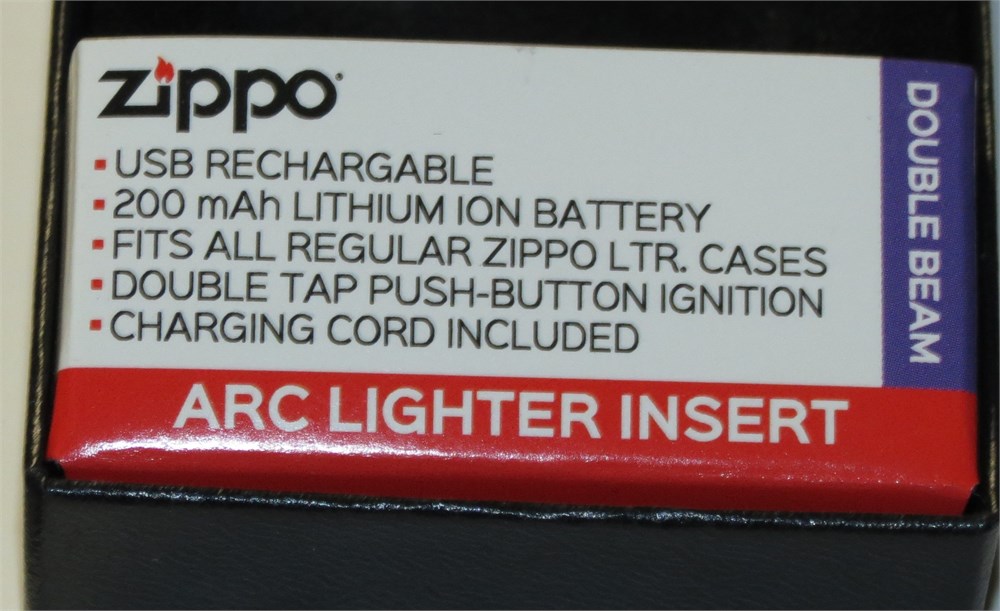 zippo
▪ USB RECHARGABLE
▪ 200 mAh LITHIUM ION BATTERY
▪ FITS ALL REGULAR ZIPPO LTR. CASES
▪ DOUBLE TAP PUSH-BUTTON IGNITION
▪ CHARGING CORD INCLUDED
ARC LIGHTER INSERT
DOUBLE BEAM